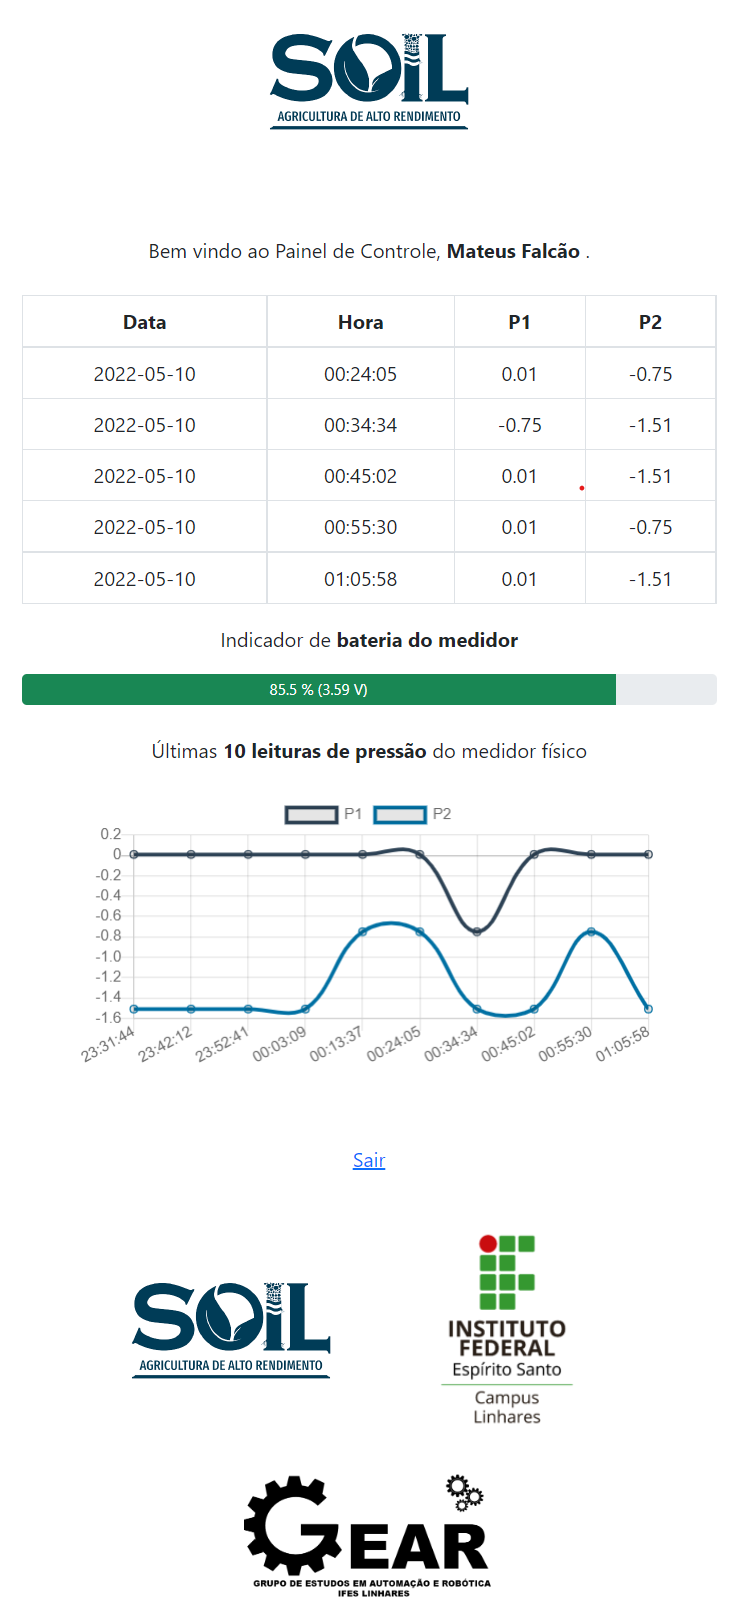 SOIL
AGRICULTURA DE ALTO RENDIMENTO
Bem vindo ao Painel de Controle, Mateus Falcão .
Data Hora P1 P2
2022-05-10 00:24:05 0.01 -0.75
2022-05-10 00:34:34 -0.75 -1.51
2022-05-10 00:45:02 0.01 -1.51
2022-05-10 00:55:30 0.01 -0.75
2022-05-10 01:05:58 0.01 -1.51
Indicador de bateria do medidor
85.5 % (3.59 V)
Últimas 10 leituras de pressão do medidor físico
P1 P2
0.2
0
-0.2
-0.4
-0.6
-0.8
-1.0
-1.2
-1.4
-1.6
23:31:44 23:42:12 23:52:41 00:03:09 00:13:37 00:24:05 00:34:34 00:45:02 00:55:30 01:05:58
Sair
SOIL
AGRICULTURA DE ALTO RENDIMENTO
INSTITUTO
FEDERAL
Espírito Santo
Campus
Linhares
GEAR
GRUPO DE ESTUDOS EM AUTOMAÇÃO E ROBÓTICA
IFES LINHARES